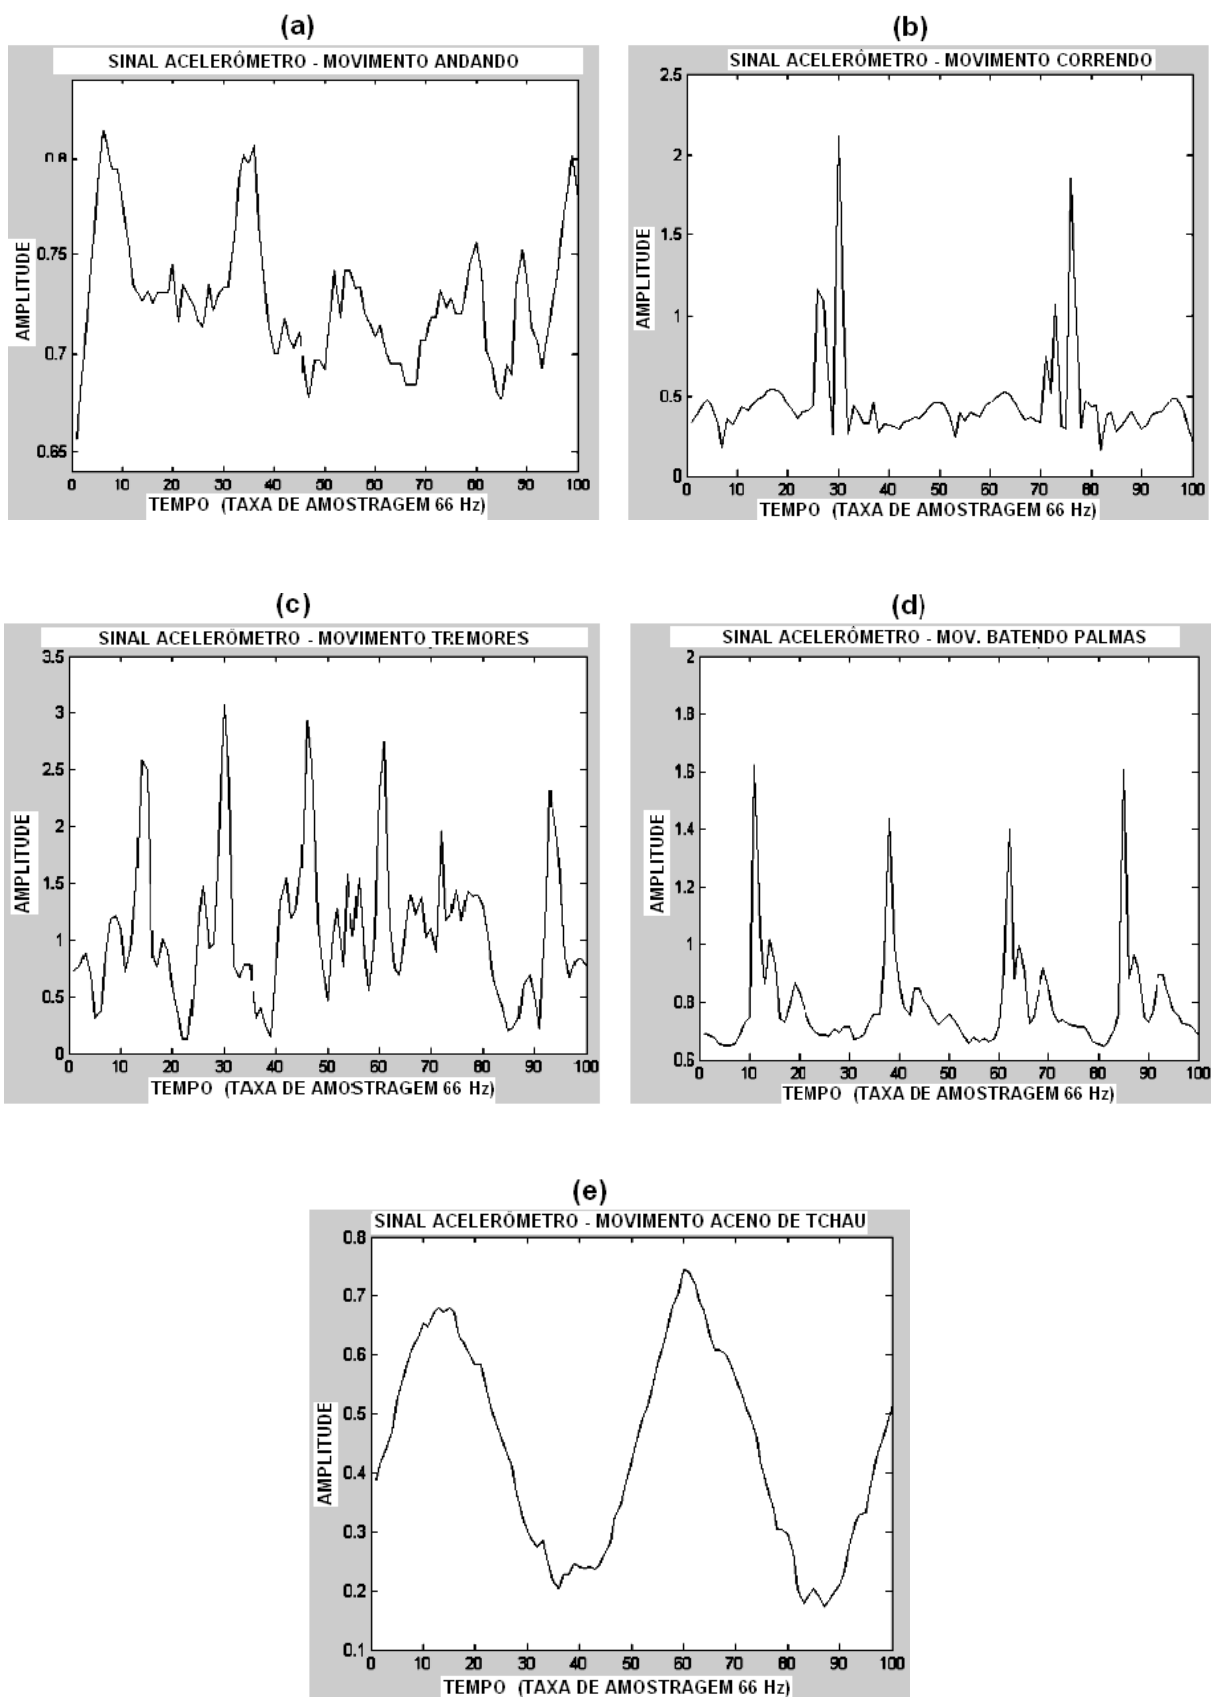 (a)
SINAL ACELERÔMETRO - MOVIMENTO ANDANDO
0.8
0.75
0.7
0.65
AMPLITUDE
0 10 20 30 40 50 60 70 80 90 100
TEMPO (TAXA DE AMOSTRAGEM 66 Hz)
(b)
SINAL ACELERÔMETRO - MOVIMENTO CORRENDO
2.5
2
1.5
1
0.5
0
AMPLITUDE
0 10 20 30 40 50 60 70 80 90 100
TEMPO (TAXA DE AMOSTRAGEM 66 Hz)
(c)
SINAL ACELERÔMETRO - MOVIMENTO TREMORES
3.5
3
2.5
2
1.5
1
0.5
0
AMPLITUDE
0 10 20 30 40 50 60 70 80 90 100
TEMPO (TAXA DE AMOSTRAGEM 66 Hz)
(d)
SINAL ACELERÔMETRO - MOV. BATENDO PALMAS
2
1.8
1.6
1.4
1.2
1
0.8
0.6
AMPLITUDE
0 10 20 30 40 50 60 70 80 90 100
TEMPO (TAXA DE AMOSTRAGEM 66 Hz)
(e)
SINAL ACELERÔMETRO - MOVIMENTO ACENO DE TCHAU
0.8
0.7
0.6
0.5
0.4
0.3
0.2
0.1
AMPLITUDE
0 10 20 30 40 50 60 70 80 90 100
TEMPO (TAXA DE AMOSTRAGEM 66 Hz)